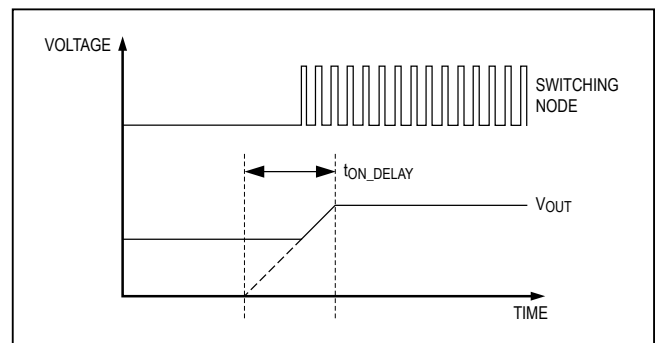 VOLTAGE
SWITCHING
NODE
tON_DELAY
VOUT
TIME